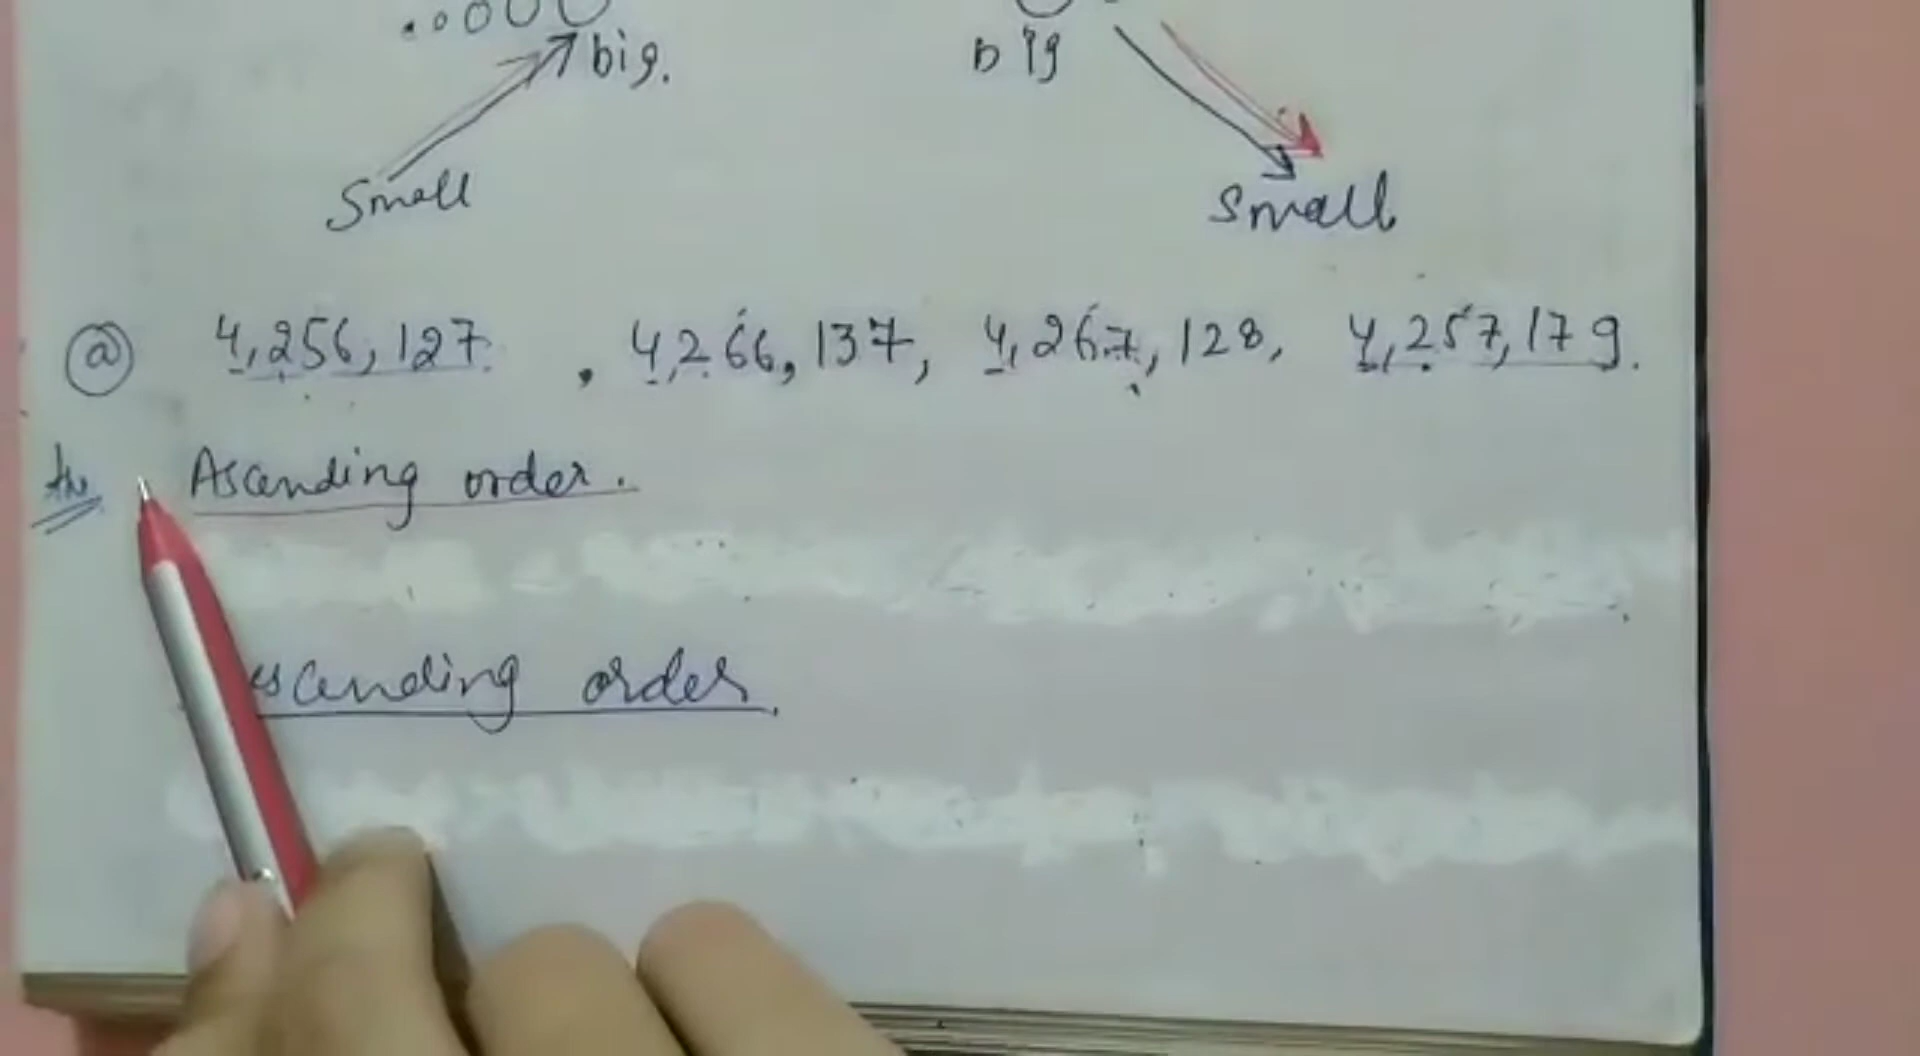 big. big
Small Small
(a) 4,256,127. , 4,266,137, 4,267,128, 4,257,179.
Ascending order.
escending order.